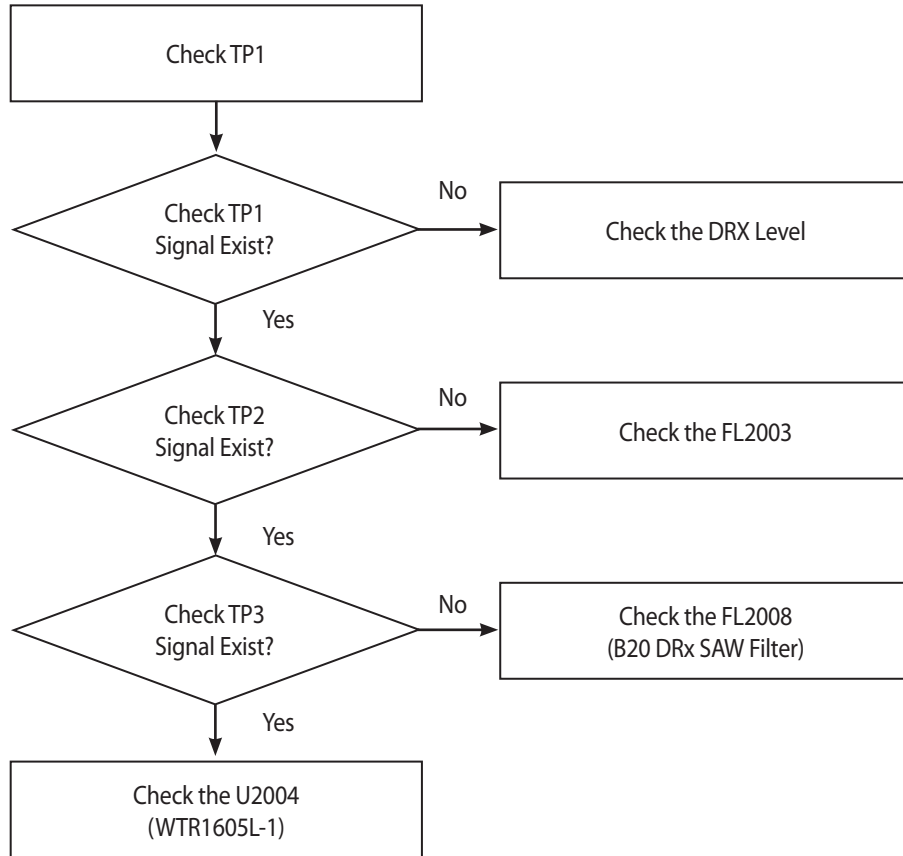 Check TP1
Check TP1
Signal Exist?
No
Check the DRX Level
Yes
Check TP2
Signal Exist?
No
Check the FL2003
Yes
Check TP3
Signal Exist?
No
Check the FL2008
(B20 DRx SAW Filter)
Yes
Check the U2004
(WTR1605L-1)